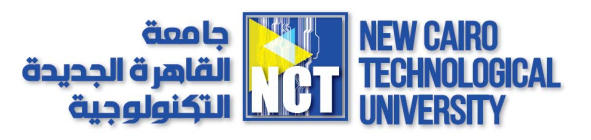 جامعة
القاهرة الجديدة
التكنولوجية
NCT
NEW CAIRO
TECHNOLOGICAL
UNIVERSITY